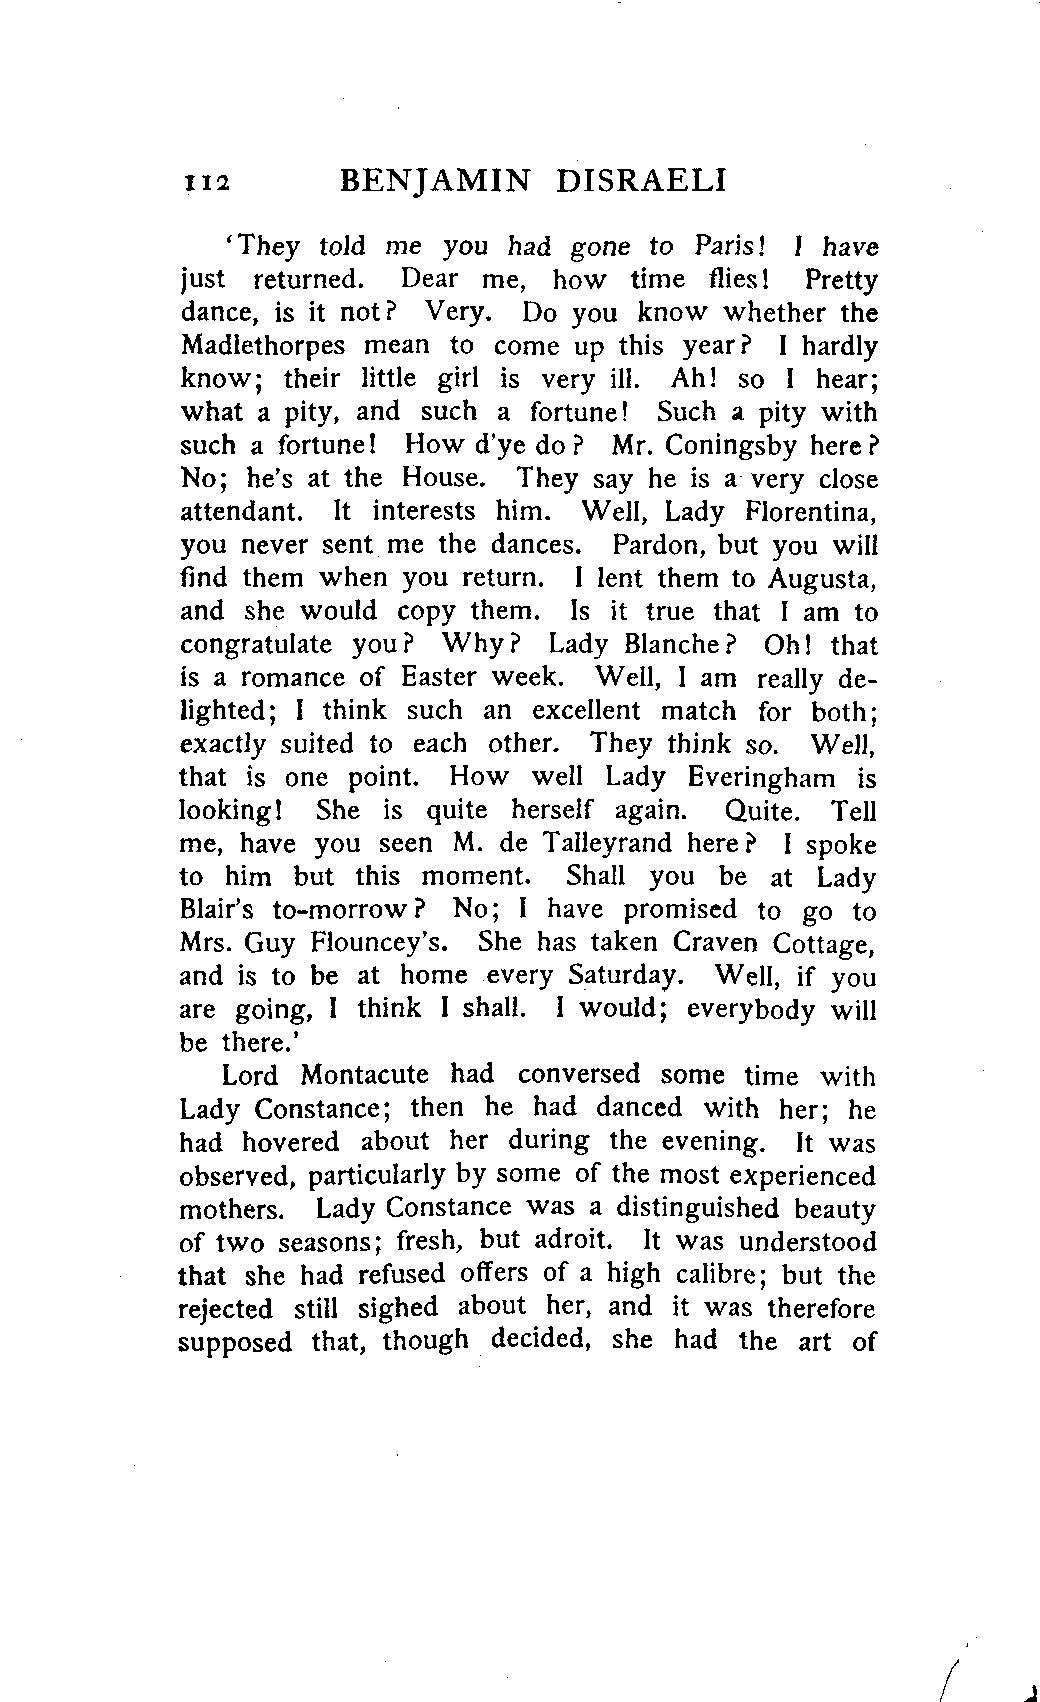 112 BENJAMIN DISRAELI
‘They told me you had gone to Paris! I have
just returned. Dear me, how time flies! Pretty
dance, is it not? Very. Do you know whether the
Madlethorpes mean to come up this year? I hardly
know; their little girl is very ill. Ah! so I hear;
what a pity, and such a fortune! Such a pity with
such a fortune! How d’ye do? Mr. Coningsby here?
No; he’s at the House. They say he is a very close
attendant. It interests him. Well, Lady Florentina,
you never sent me the dances. Pardon, but you will
find them when you return. I lent them to Augusta,
and she would copy them. Is it true that I am to
congratulate you? Why? Lady Blanche? Oh! that
is a romance of Easter week. Well, I am really de-
lighted; I think such an excellent match for both;
exactly suited to each other. They think so. Well,
that is one point. How well Lady Everingham is
looking! She is quite herself again. Quite. Tell
me, have you seen M. de Talleyrand here? I spoke
to him but this moment. Shall you be at Lady
Blair’s to-morrow? No; I have promised to go to
Mrs. Guy Flouncey’s. She has taken Craven Cottage,
and is to be at home every Saturday. Well, if you
are going, I think I shall. I would; everybody will
be there.’
Lord Montacute had conversed some time with
Lady Constance; then he had danced with her; he
had hovered about her during the evening. It was
observed, particularly by some of the most experienced
mothers. Lady Constance was a distinguished beauty
of two seasons; fresh, but adroit. It was understood
that she had refused offers of a high calibre; but the
rejected still sighed about her, and it was therefore
supposed that, though decided, she had the art of